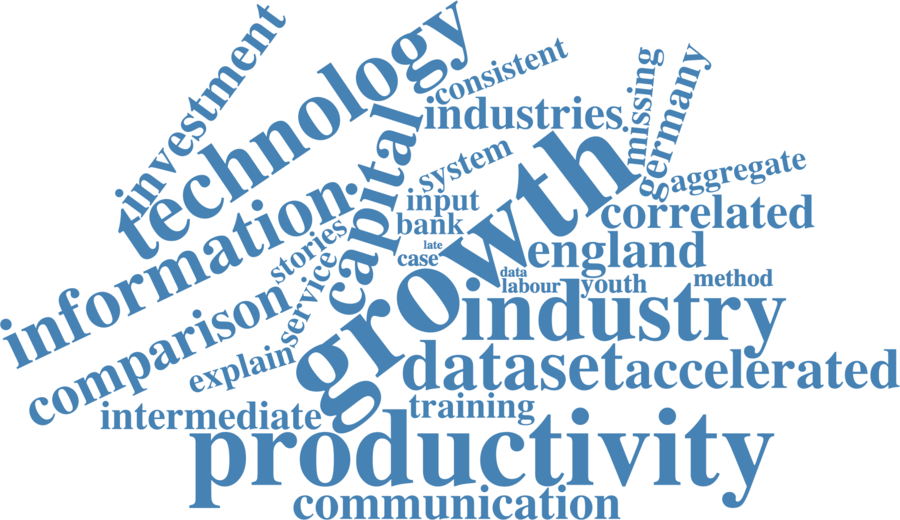 investment
technology
consistent
industries
missing
germany
capital
system
aggregate
information
input
growth
correlated
bank
stories
late
england
case
data
service
labour
youth
method
comparison
industry
explain
dataset
accelerated
intermediate
training
productivity
communication